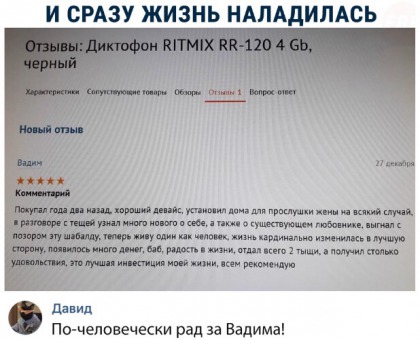 И СРАЗУ ЖИЗНЬ НАЛАДИЛАСЬ
Отзывы: Диктофон RITMIX RR-120 4 Gb,
черный
Характеристики Сопутствующие товары Обзоры Отзывы 1 Вопрос-ответ
Новый отзыв
Вадим 27 декабря
★★★★★
Комментарий
Покупал года два назад, хороший девайс, установил дома для прослушки жены на всякий случай,
в разговоре с тещей узнал много нового о себе, а также о существующем любовнике, выгнал с
позором эту шабалду, теперь живу один как человек, жизнь кардинально изменилась в лучшую
сторону, появилось много денег, баб, радость в жизни, отдал всего 2 тыщи, а получил столько
удовольствия, это лучшая инвестиция моей жизни, всем рекомендую
Давид
По-человечески рад за Вадима!